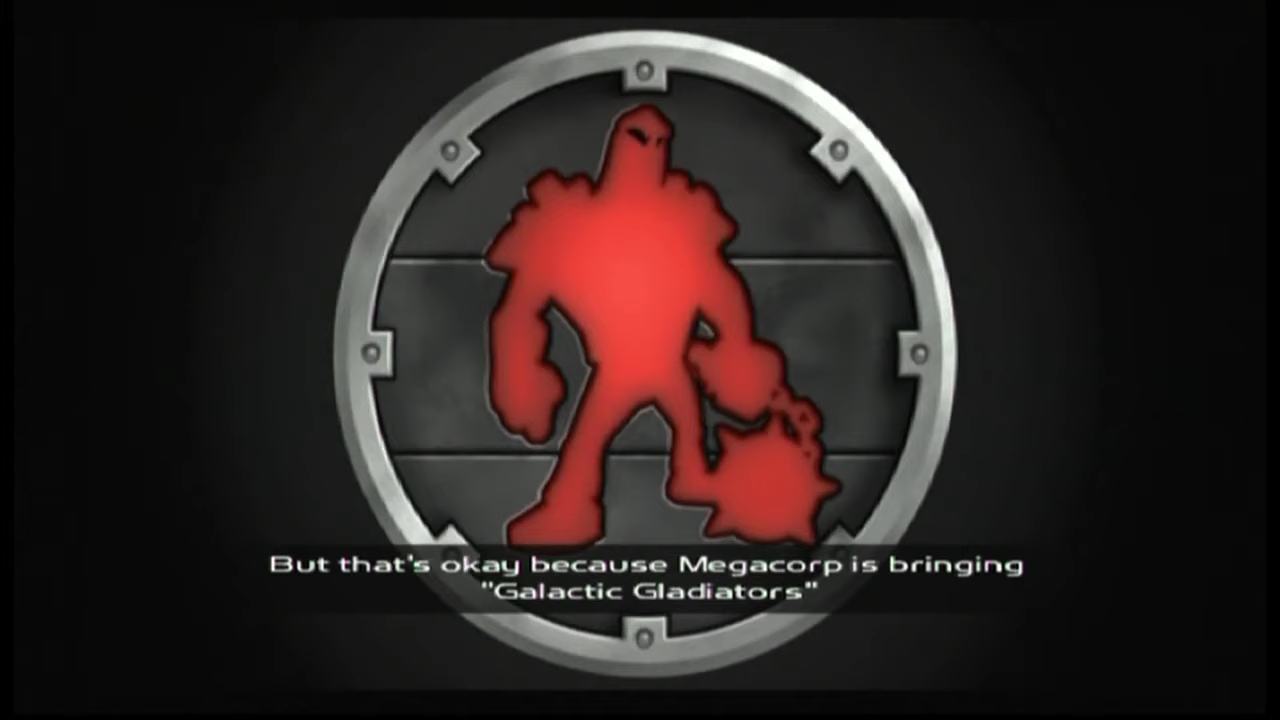 But that's okay because Megacorp is bringing
"Galactic Gladiators"